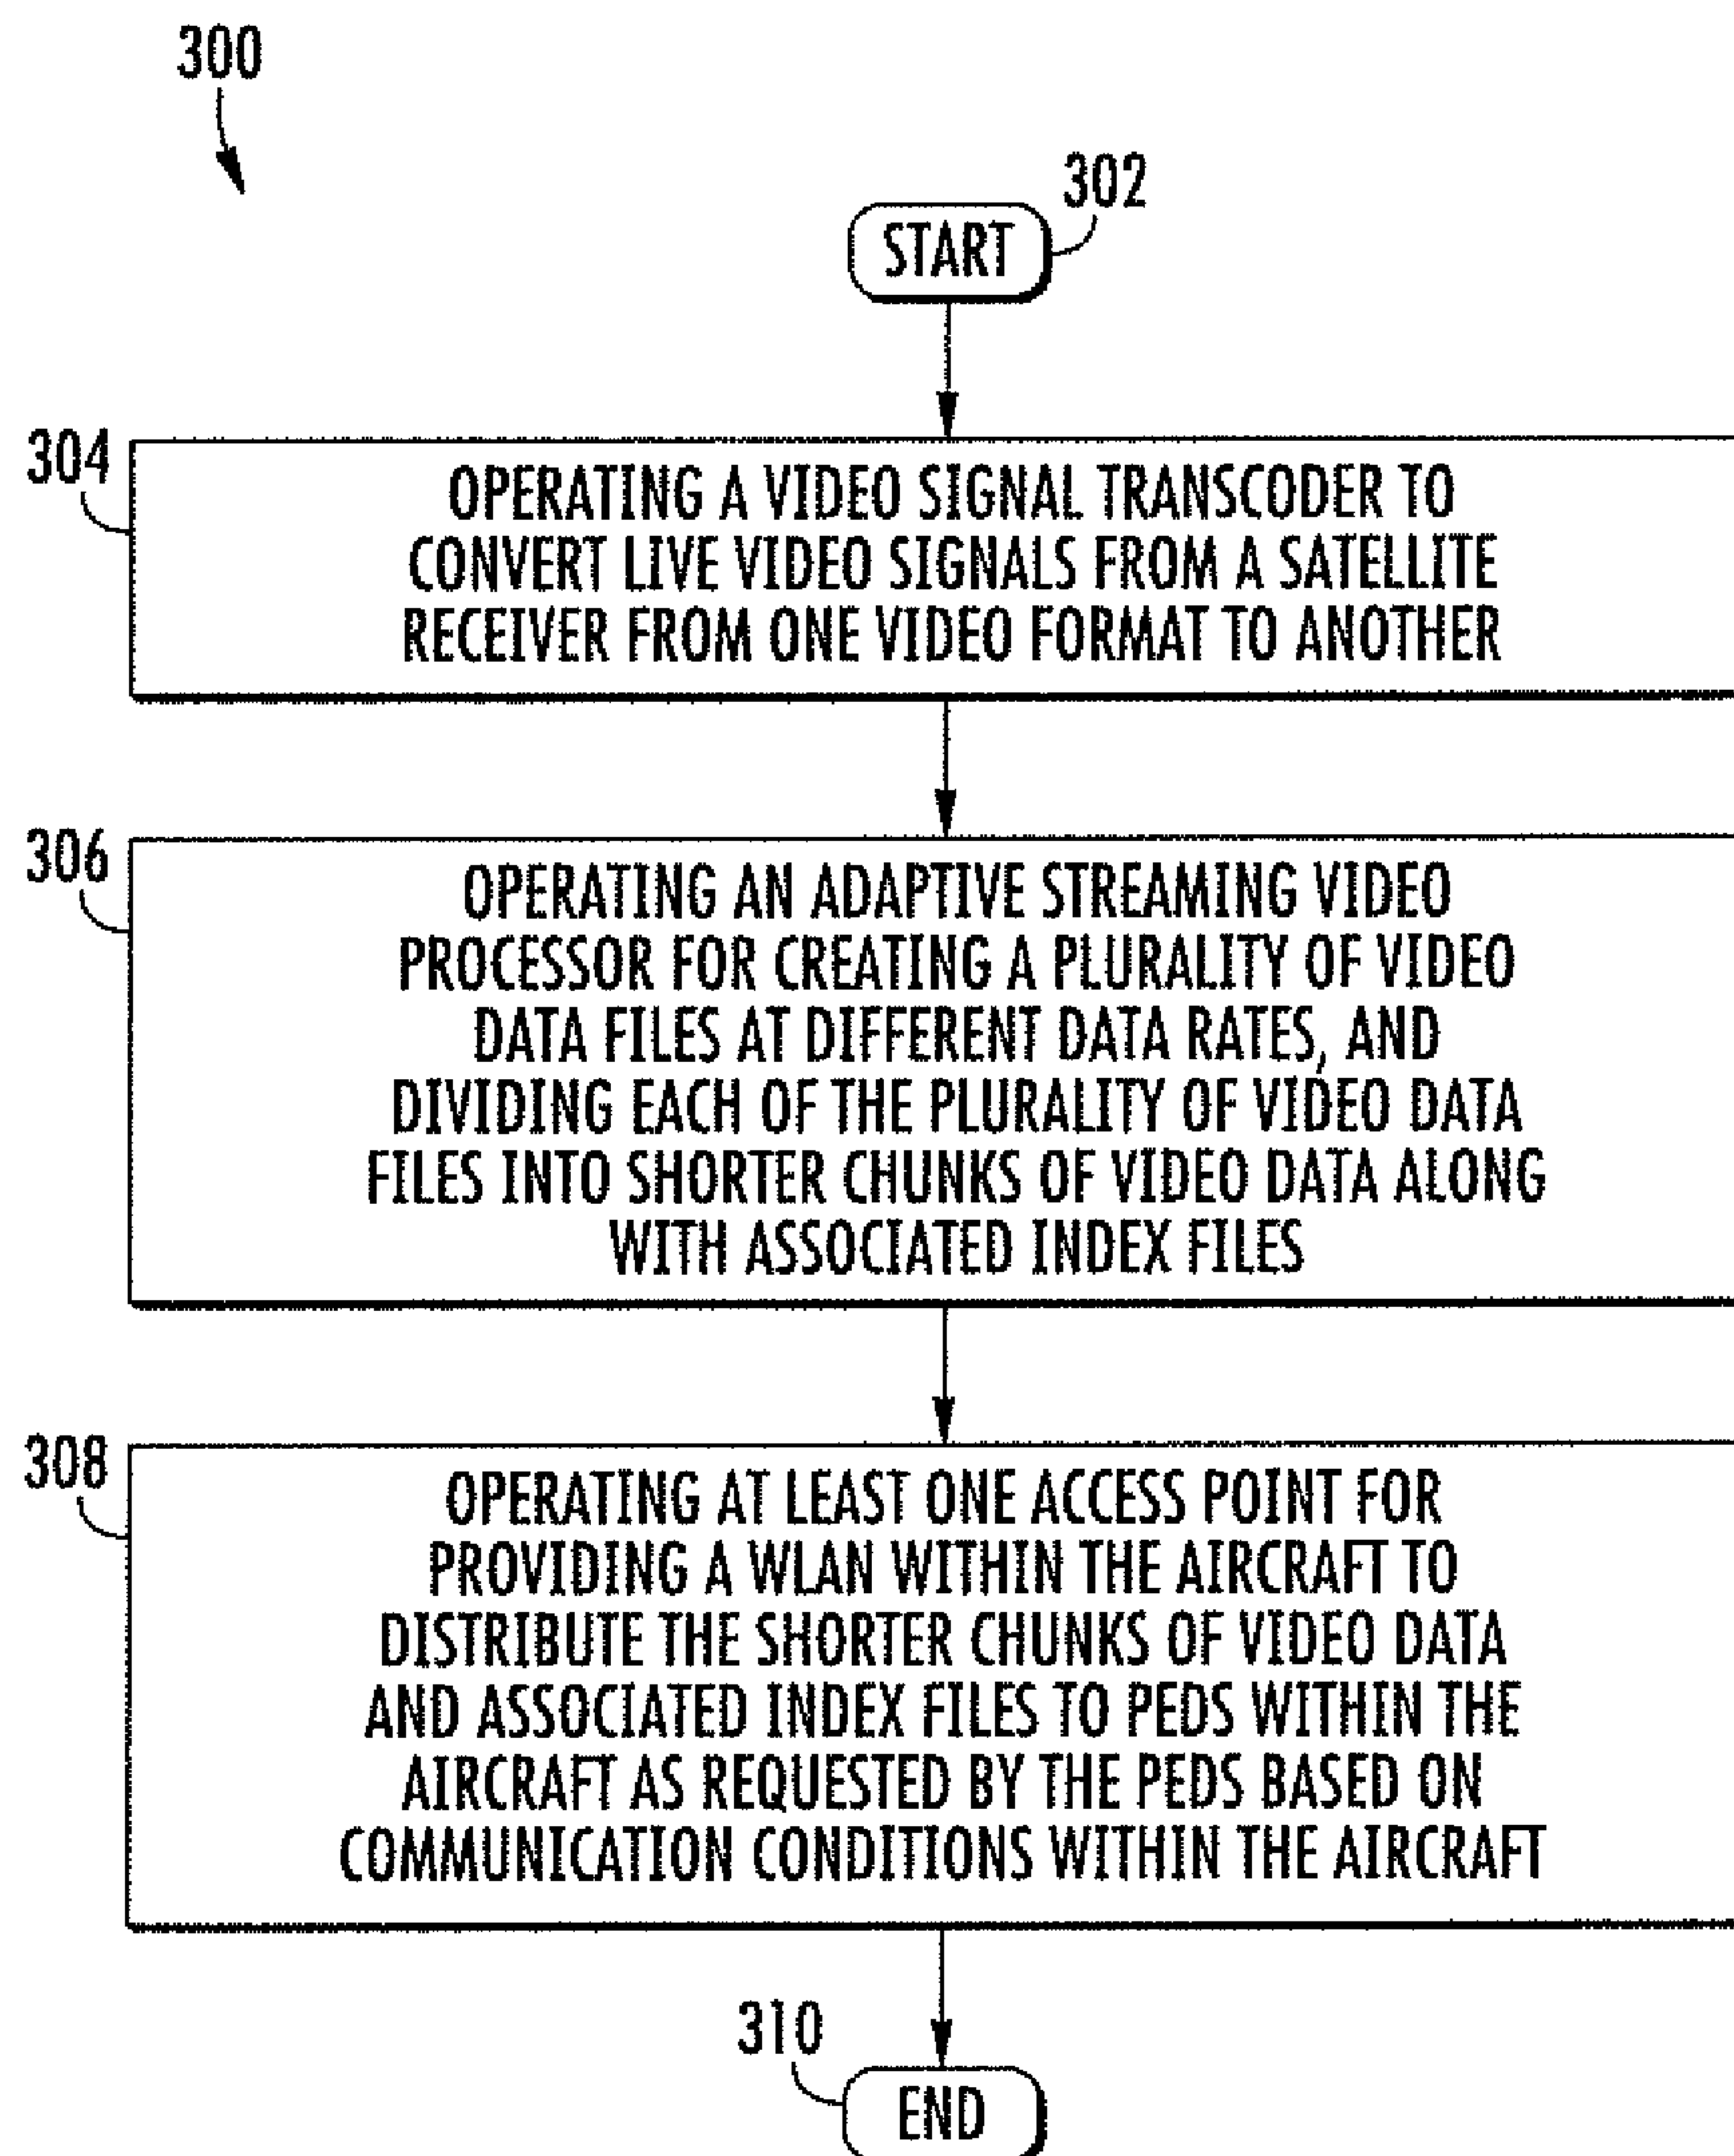 300
302
START
304
OPERATING A VIDEO SIGNAL TRANSCODER TO
CONVERT LIVE VIDEO SIGNALS FROM A SATELLITE
RECEIVER FROM ONE VIDEO FORMAT TO ANOTHER
306
OPERATING AN ADAPTIVE STREAMING VIDEO
PROCESSOR FOR CREATING A PLURALITY OF VIDEO
DATA FILES AT DIFFERENT DATA RATES, AND
DIVIDING EACH OF THE PLURALITY OF VIDEO DATA
FILES INTO SHORTER CHUNKS OF VIDEO DATA ALONG
WITH ASSOCIATED INDEX FILES
308
OPERATING AT LEAST ONE ACCESS POINT FOR
PROVIDING A WLAN WITHIN THE AIRCRAFT TO
DISTRIBUTE THE SHORTER CHUNKS OF VIDEO DATA
AND ASSOCIATED INDEX FILES TO PEDS WITHIN THE
AIRCRAFT AS REQUESTED BY THE PEDS BASED ON
COMMUNICATION CONDITIONS WITHIN THE AIRCRAFT
310
END